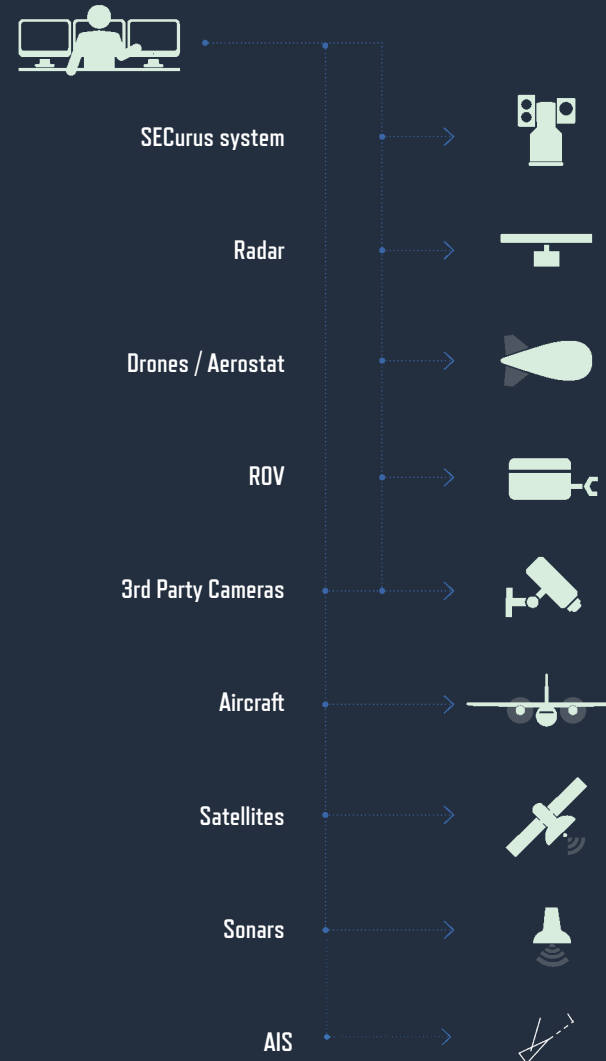 SECurus system
Radar
Drones / Aerostat
ROV
3rd Party Cameras
Aircraft
Satellites
Sonars
AIS